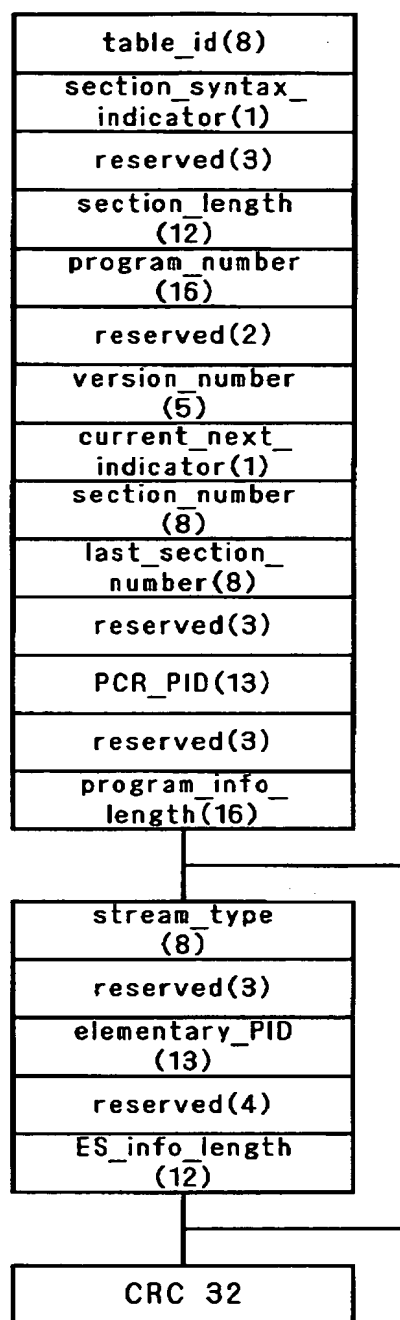 table_id(8)
section_syntax_
indicator(1)
reserved(3)
section_length
(12)
program_number
(16)
reserved(2)
version_number
(5)
current_next_
indicator(1)
section_number
(8)
last_section_
number(8)
reserved(3)
PCR_PID(13)
reserved(3)
program_info_
length(16)
stream_type
(8)
reserved(3)
elementary_PID
(13)
reserved(4)
ES_info_length
(12)
CRC 32